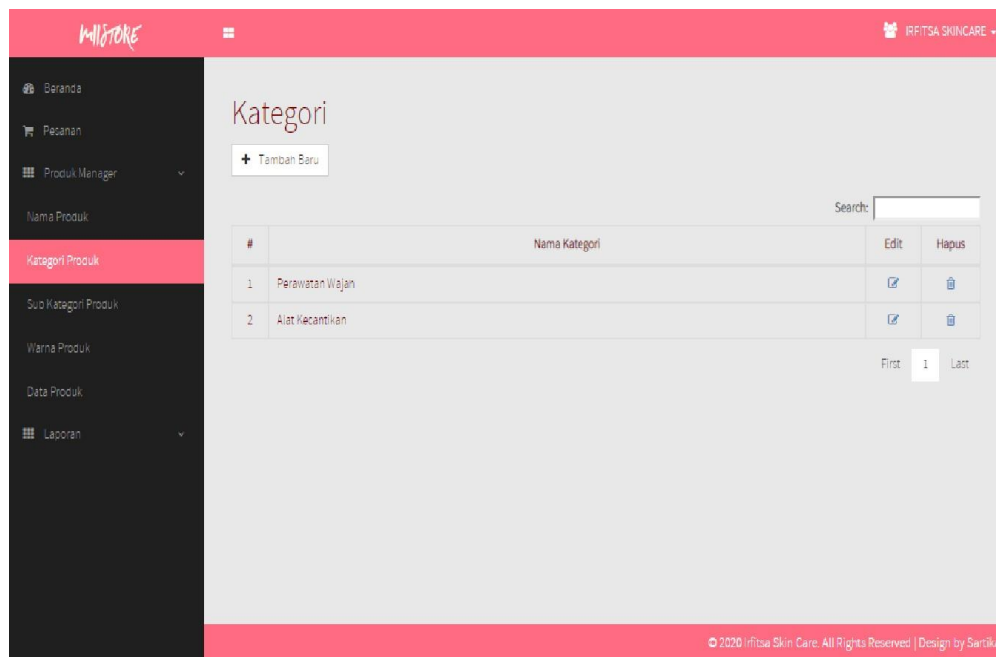 MIISTORE
IRFITSA SKINCARE
Beranda
Pesanan
Produk Manager
Nama Produk
Kategori Produk
Sub Kategori Produk
Warna Produk
Data Produk
Laporan
Kategori
+ Tambah Baru
Search:
# Nama Kategori Edit Hapus
1 Perawatan Wajah
2 Alat Kecantikan
First 1 Last
© 2020 Irfitsa Skin Care. All Rights Reserved | Design by Sartika